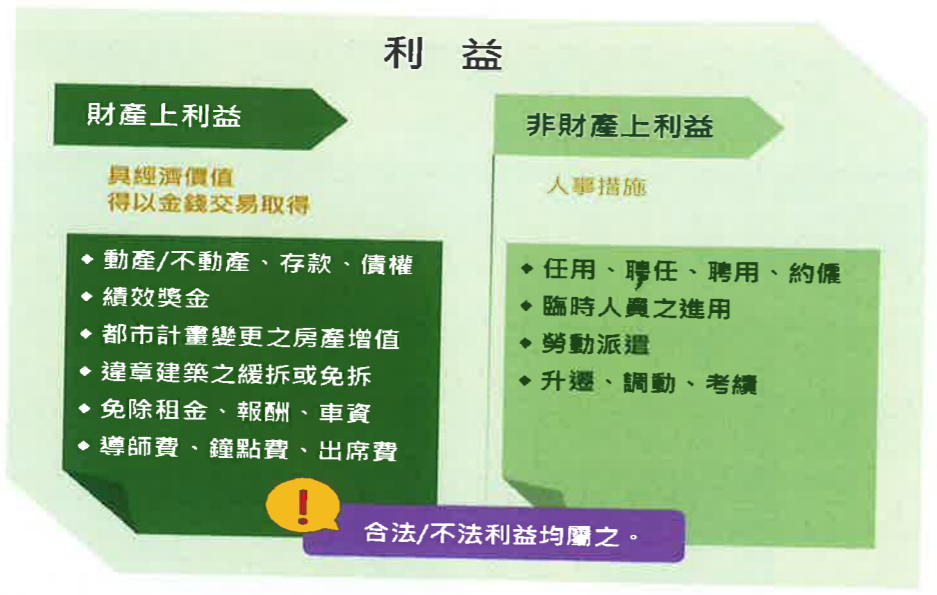 利 益
財產上利益
具經濟價值
得以金錢交易取得
◆ 動產/不動產、存款、債權
◆ 績效獎金
◆ 都市計畫變更之房產增值
◆ 違章建築之緩拆或免拆
◆ 免除租金、報酬、車資
◆ 導師費、鐘點費、出席費
非財產上利益
人事措施
◆ 任用、聘任、聘用、約僱
◆ 臨時人員之進用
◆ 勞動派遣
◆ 升遷、調動、考績
!
合法/不法利益均屬之。